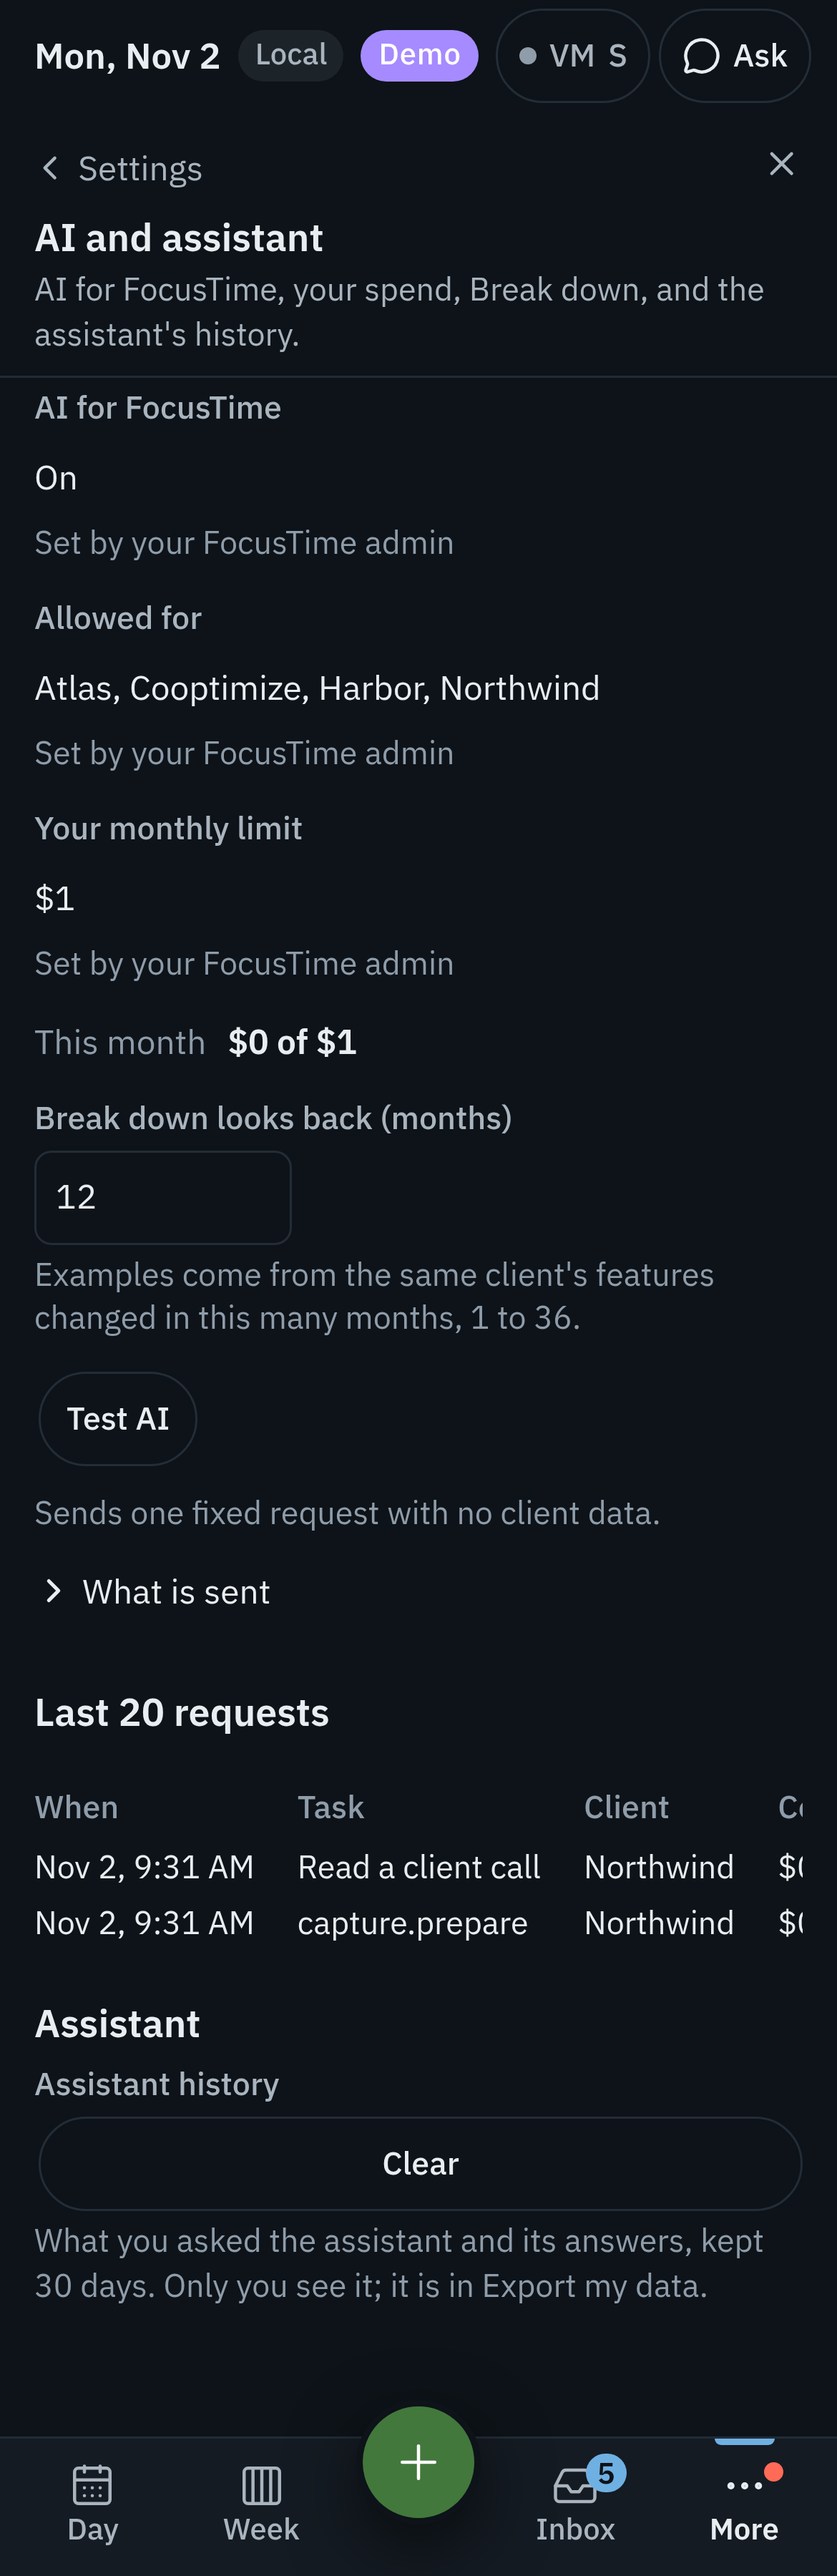 Mon, Nov 2 Local Demo VM S Ask
Settings
AI and assistant
AI for FocusTime, your spend, Break down, and the
assistant's history.
AI for FocusTime
On
Set by your FocusTime admin
Allowed for
Atlas, Cooptimize, Harbor, Northwind
Set by your FocusTime admin
Your monthly limit
$1
Set by your FocusTime admin
This month $0 of $1
Break down looks back (months)
12
Examples come from the same client's features
changed in this many months, 1 to 36.
Test AI
Sends one fixed request with no client data.
What is sent
Last 20 requests
When Task Client
Nov 2, 9:31 AM Read a client call Northwind
Nov 2, 9:31 AM capture.prepare Northwind
Assistant
Assistant history
Clear
What you asked the assistant and its answers, kept
30 days. Only you see it; it is in Export my data.
5
Day Week Inbox More